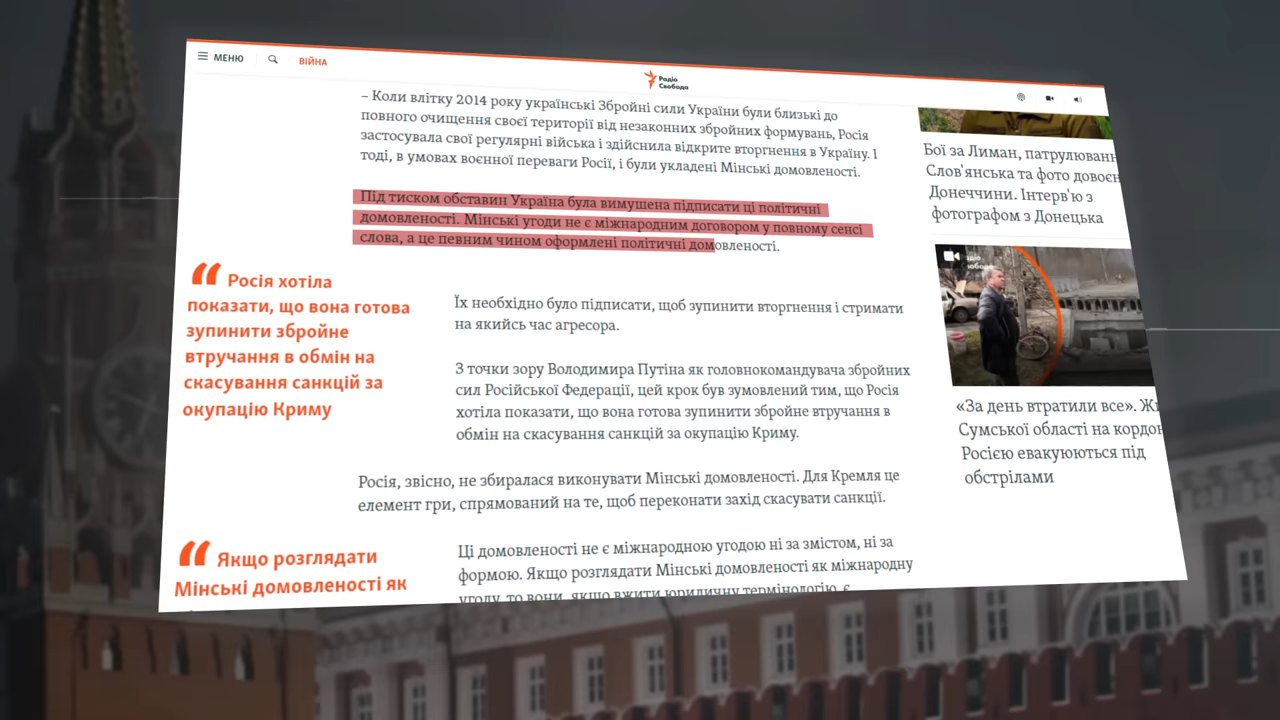 МЕНЮ
ВІЙНА
Радіо
Свобода
– Коли влітку 2014 року українські Збройні сили України були близькі до
повного очищення своєї території від незаконних збройних формувань, Росія
застосувала свої регулярні війська і здійснила відкрите вторгнення в Україну. І
тоді, в умовах воєнної переваги Росії, і були укладені Мінські домовленості.
Під тиском обставин Україна була вимушена підписати ці політичні
домовленості. Мінські угоди не є міжнародним договором у повному сенсі
слова, а це певним чином оформлені політичні домовленості.
“ Росія хотіла
показати, що вона готова
зупинити збройне
втручання в обмін на
скасування санкцій за
окупацію Криму
Їх необхідно було підписати, щоб зупинити вторгнення і стримати
на якийсь час агресора.
З точки зору Володимира Путіна як головнокомандувача збройних
сил Російської Федерації, цей крок був зумовлений тим, що Росія
хотіла показати, що вона готова зупинити збройне втручання в
обмін на скасування санкцій за окупацію Криму.
Росія, звісно, не збиралася виконувати Мінські домовленості. Для Кремля це
елемент гри, спрямований на те, щоб переконати захід скасувати санкції.
“ Якщо розглядати
Мінські домовленості як
Ці домовленості не є міжнародною угодою ні за змістом, ні за
формою. Якщо розглядати Мінські домовленості як міжнародну
угоду, то вони, якщо вжити юридичну термінологію, є
Бої за Лиман, патрулюванн
Слов'янська та фото довоєн
Донеччини. Інтерв'ю з
фотографом з Донецька
«За день втратили все». Жи
Сумської області на кордон
Росією евакуюються під
обстрілами